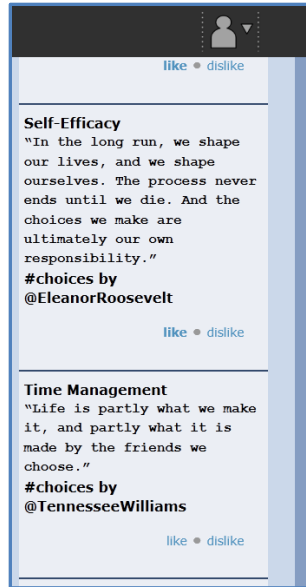 like ● dislike
Self-Efficacy
“In the long run, we shape
our lives, and we shape
ourselves. The process never
ends until we die. And the
choices we make are
ultimately our own
responsibility.”
#choices by
@EleanorRoosevelt
like ● dislike
Time Management
“Life is partly what we make
it, and partly what it is
made by the friends we
choose.”
#choices by
@TennesseeWilliams
like ● dislike